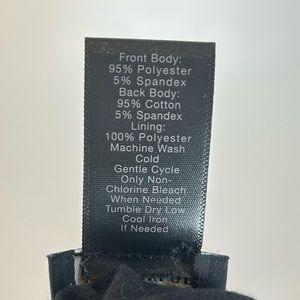 Front Body:
95% Polyester
5% Spandex
Back Body:
95% Cotton
5% Spandex
Lining:
100% Polyester
Machine Wash
Cold
Gentle Cycle
Only Non-
Chlorine Bleach
When Needed
Tumble Dry Low
Cool Iron
If Needed